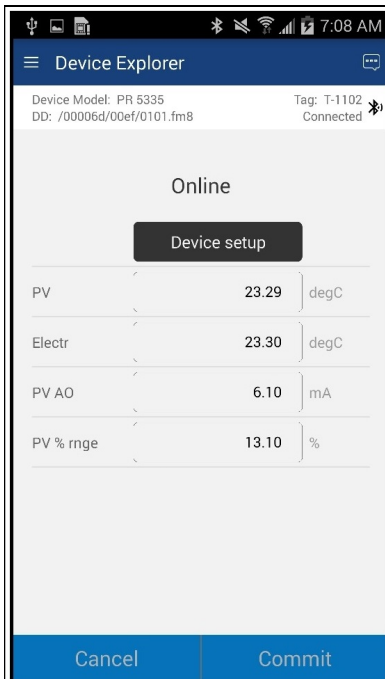 7:08 AM
Device Explorer
Device Model: PR 5335
Tag: T-1102
DD: /00006d/00ef/0101.fm8
Connected
Online
Device setup
PV 23.29 degC
Electr 23.30 degC
PV AO 6.10 mA
PV % rnge 13.10 %
Cancel Commit